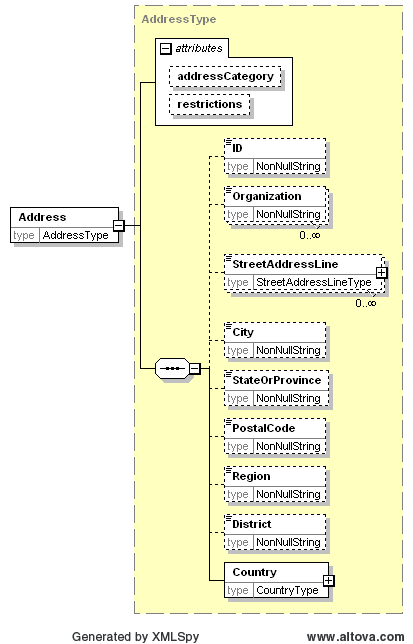 AddressType
attributes
addressCategory
restrictions
ID
type NonNullString
Organization
type NonNullString
0..∞
Address
type AddressType
StreetAddressLine
type StreetAddressLineType
0..∞
City
type NonNullString
StateOrProvince
type NonNullString
PostalCode
type NonNullString
Region
type NonNullString
District
type NonNullString
Country
type CountryType
Generated by XMLSpy
www.altova.com